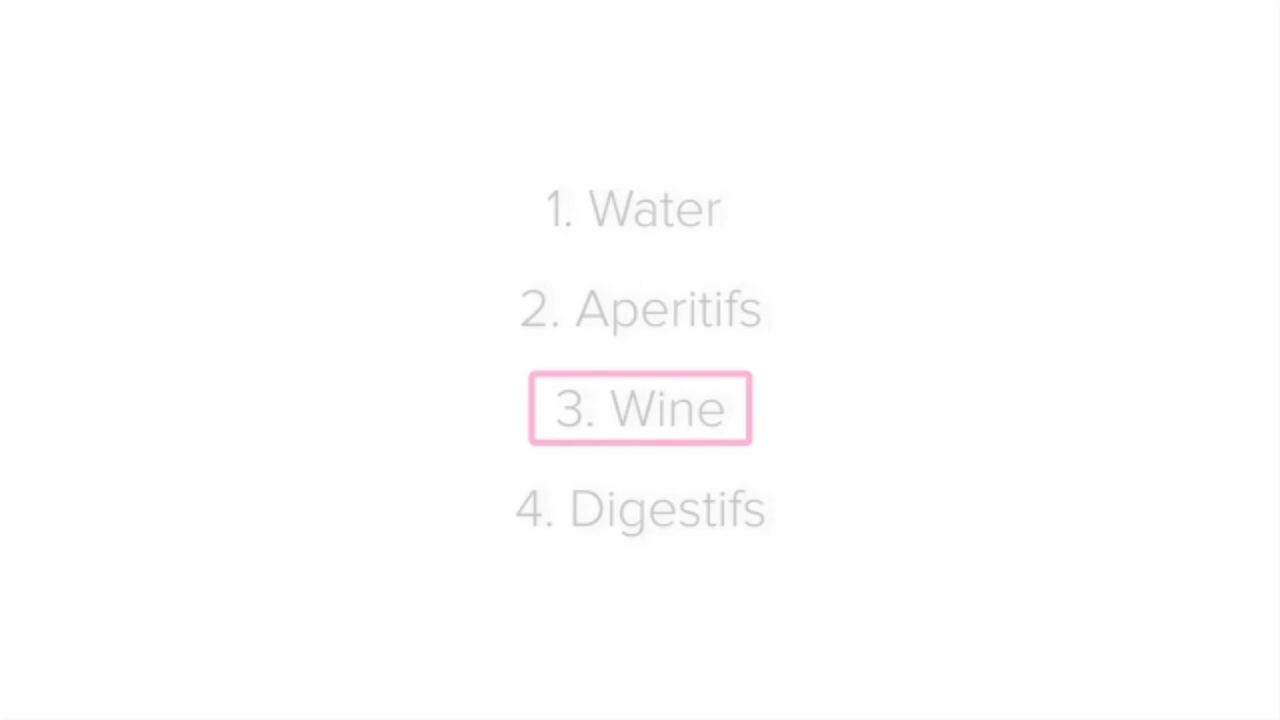 1. Water
2. Aperitifs
3. Wine
4. Digestifs